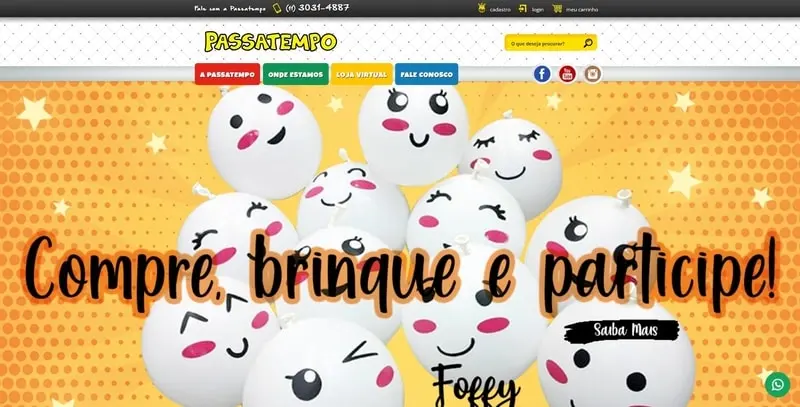 Fale com a Passatempo (11) 3031-4887 cadastro login meu carrinho
PASSATEMPO
O que deseja procurar?
A PASSATEMPO ONDE ESTAMOS LOJA VIRTUAL FALE CONOSCO
Compre, brinque e participe!
Saiba Mais
Foffy